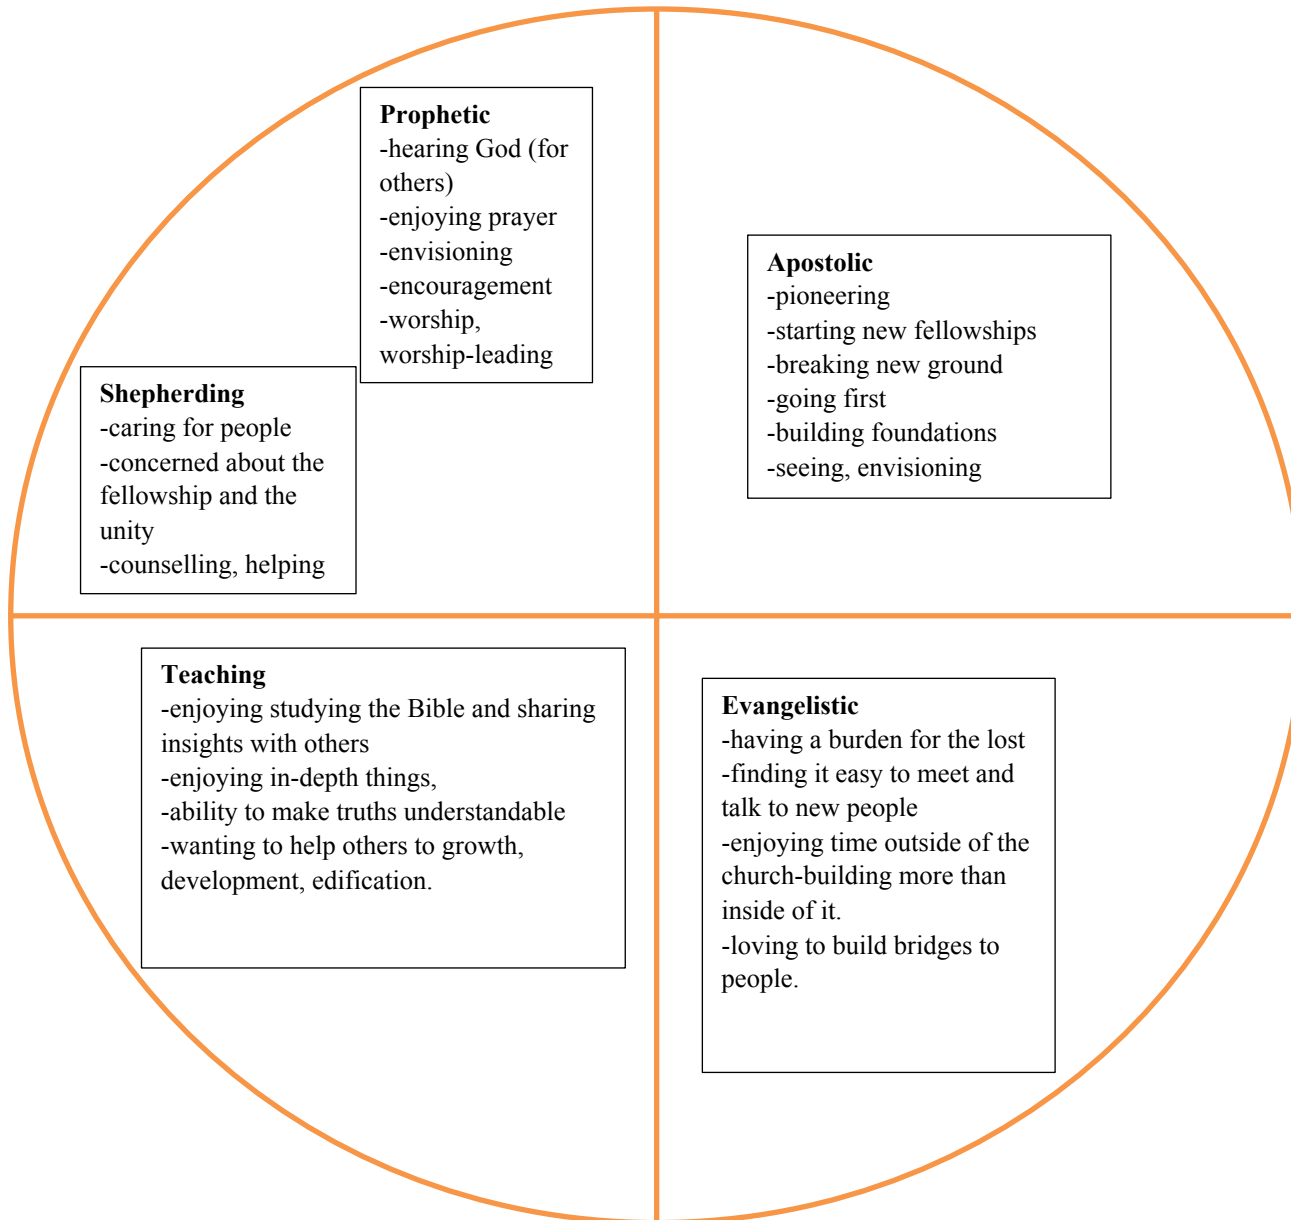 Prophetic
-hearing God (for
others)
-enjoying prayer
-envisioning
-encouragement
-worship,
worship-leading
Apostolic
-pioneering
-starting new fellowships
-breaking new ground
-going first
-building foundations
-seeing, envisioning
Shepherding
-caring for people
-concerned about the
fellowship and the
unity
-counselling, helping
Teaching
-enjoying studying the Bible and sharing
insights with others
-enjoying in-depth things,
-ability to make truths understandable
-wanting to help others to growth,
development, edification.
Evangelistic
-having a burden for the lost
-finding it easy to meet and
talk to new people
-enjoying time outside of the
church-building more than
inside of it.
-loving to build bridges to
people.